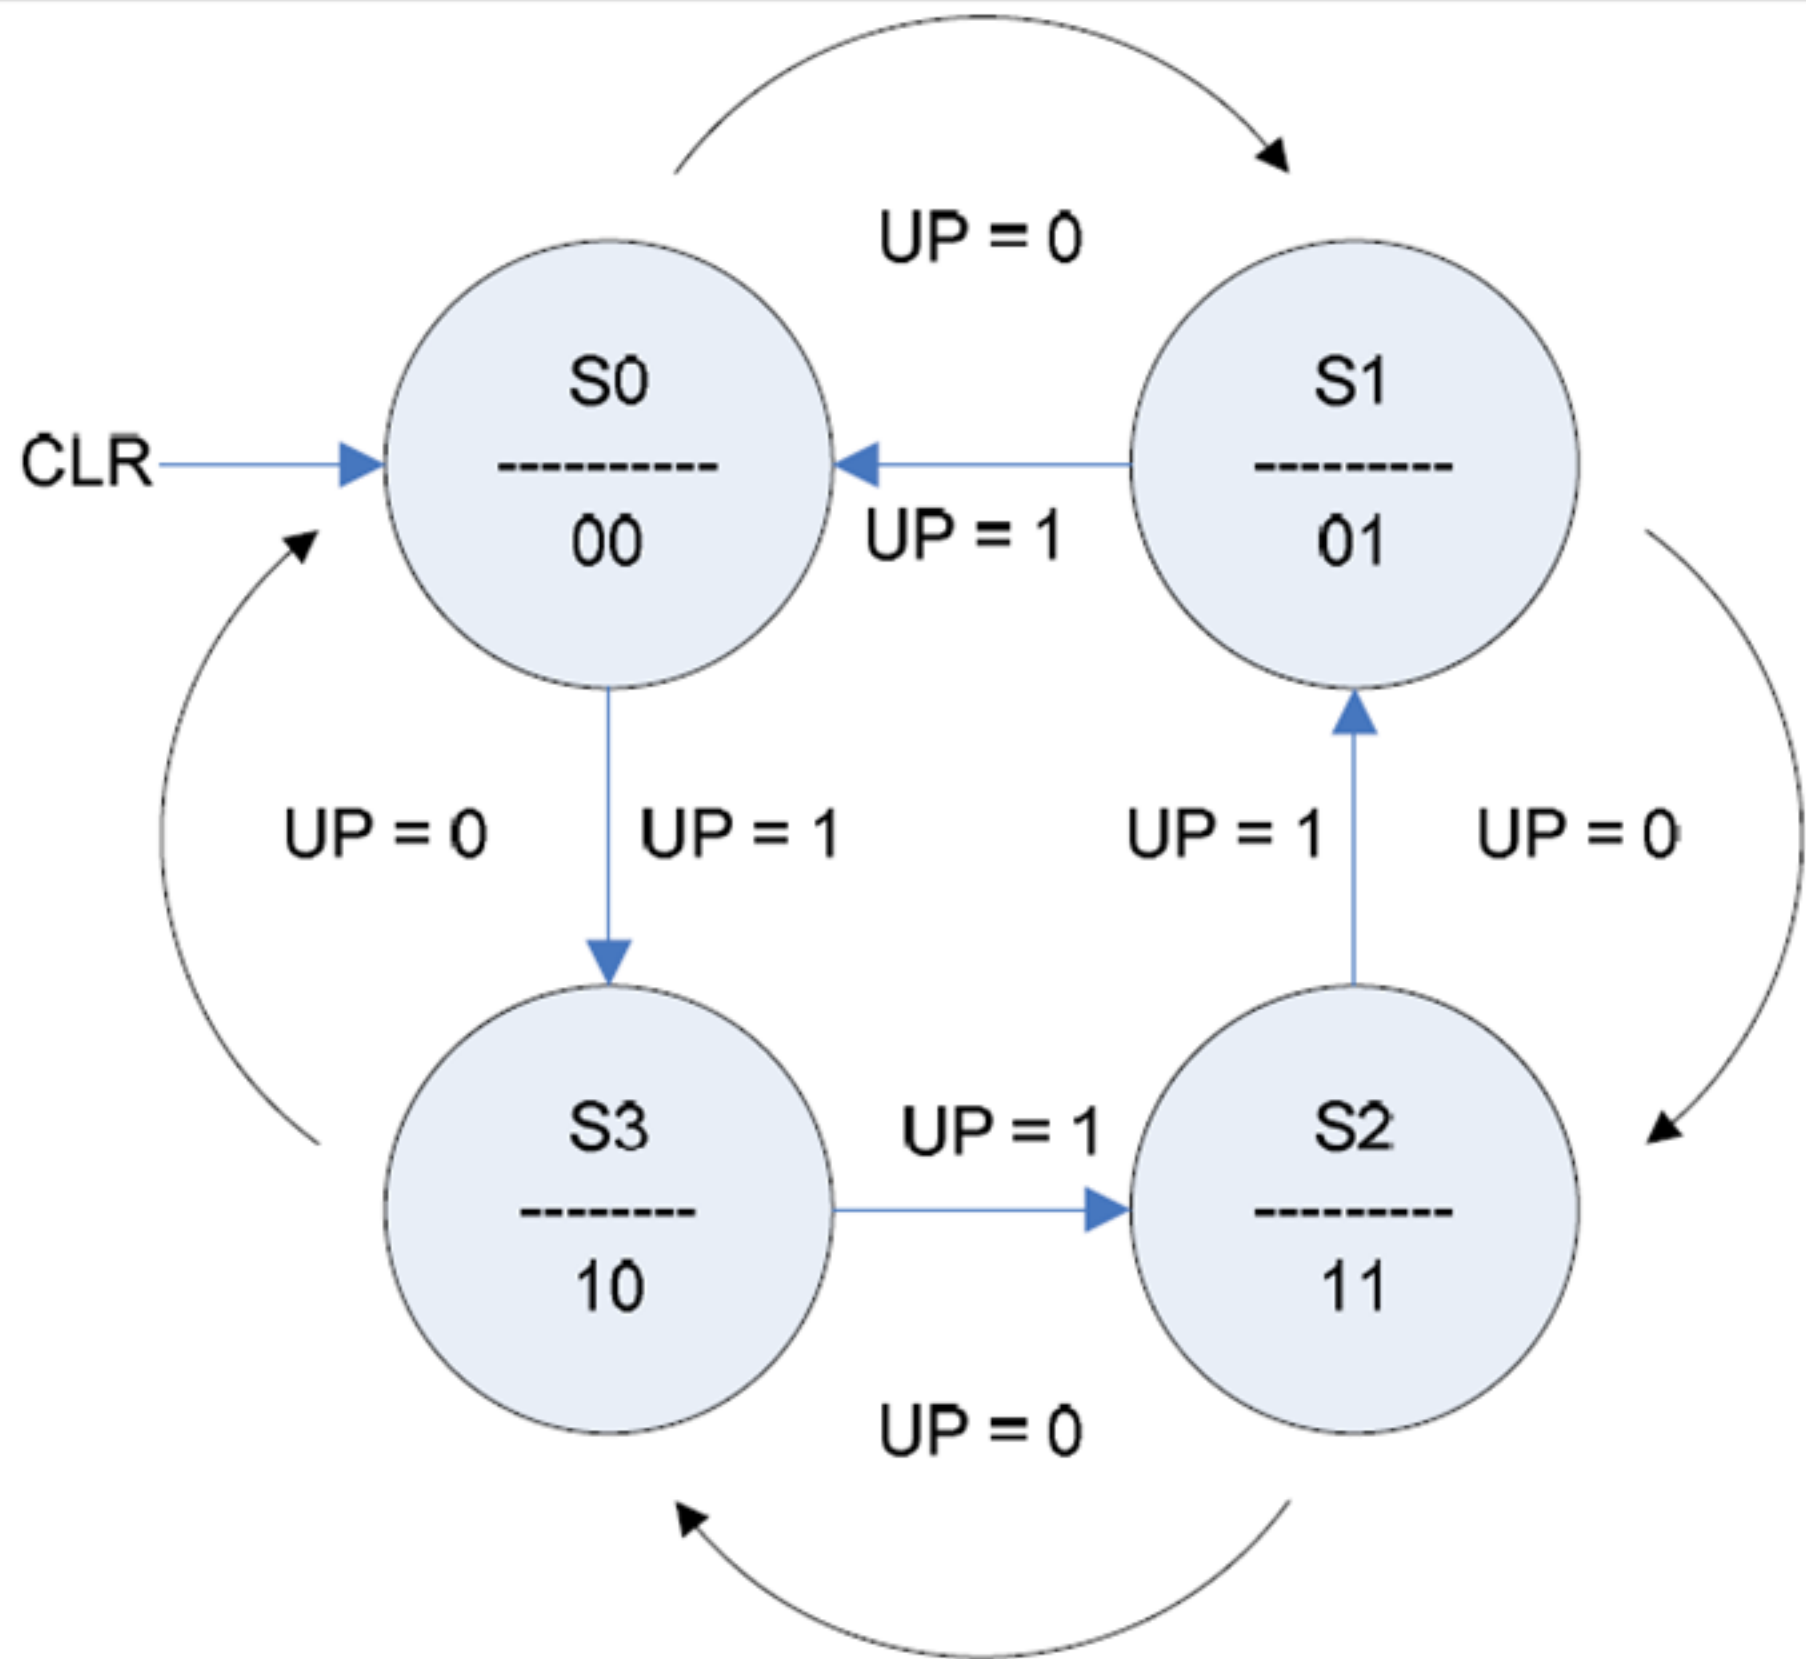 UP = 0
S0
----------
00
S1
---------
01
CLR
UP = 1
UP = 0
UP = 1
UP = 1
UP = 0
S3
--------
10
UP = 1
S2
---------
11
UP = 0